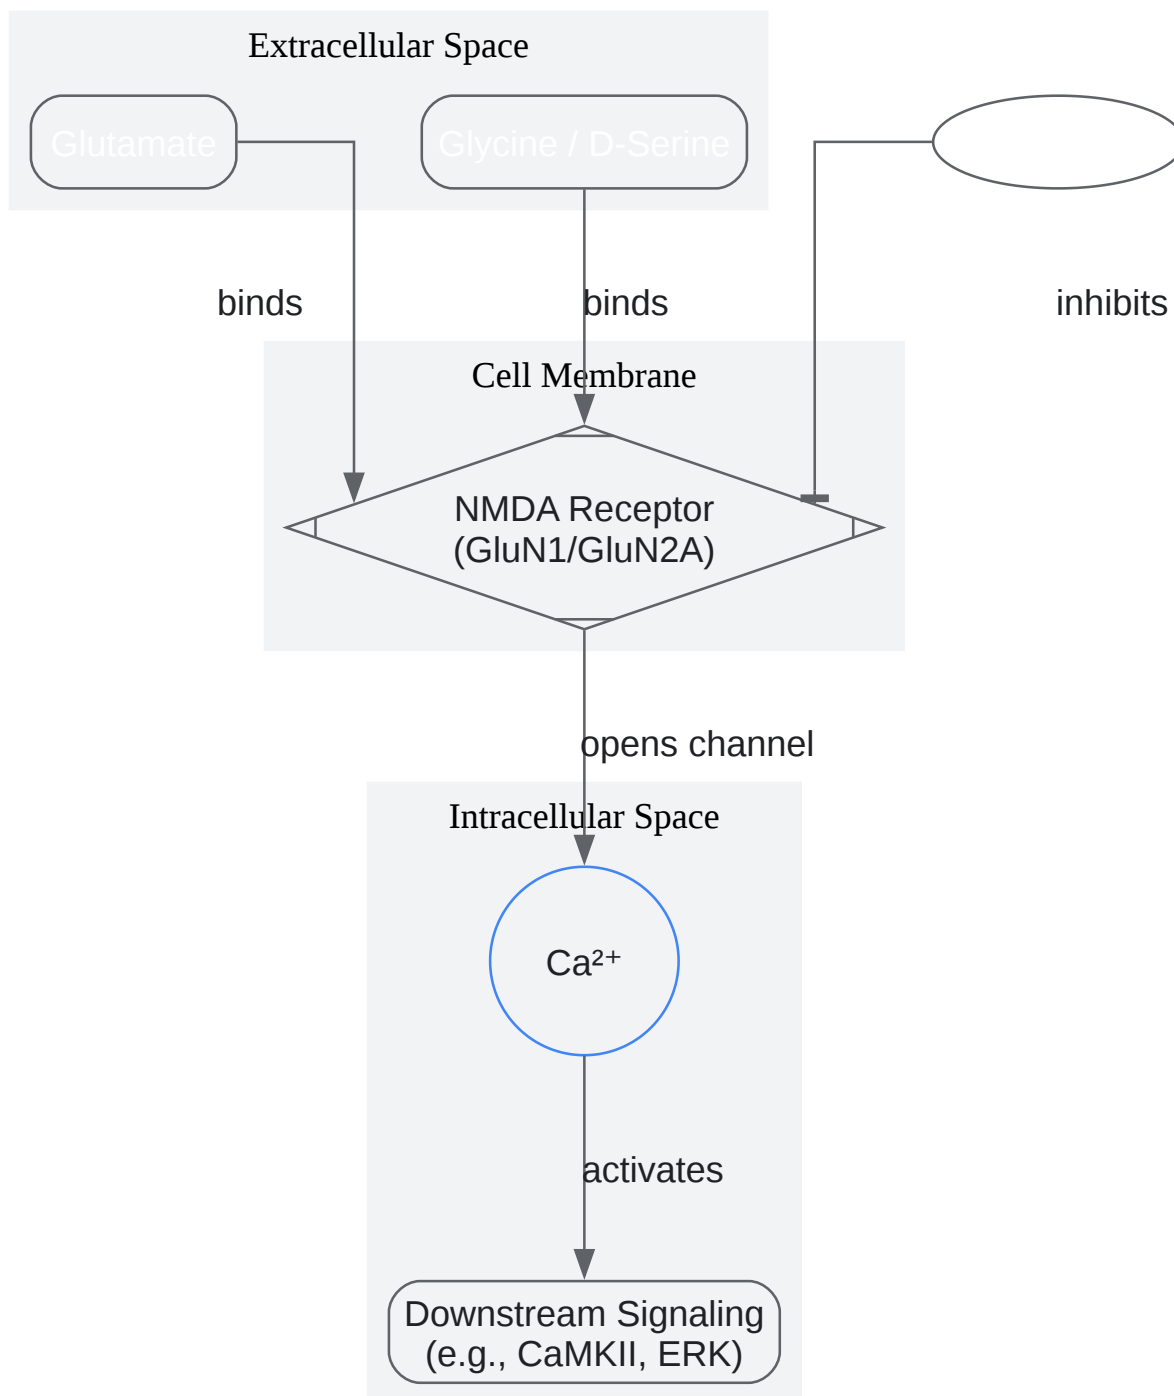 Extracellular Space
Glutamate
Glycine / D-Serine
binds
binds
inhibits
Cell Membrane
NMDA Receptor
(GluN1/GluN2A)
opens channel
Intracellular Space
Ca²⁺
activates
Downstream Signaling
(e.g., CaMKII, ERK)